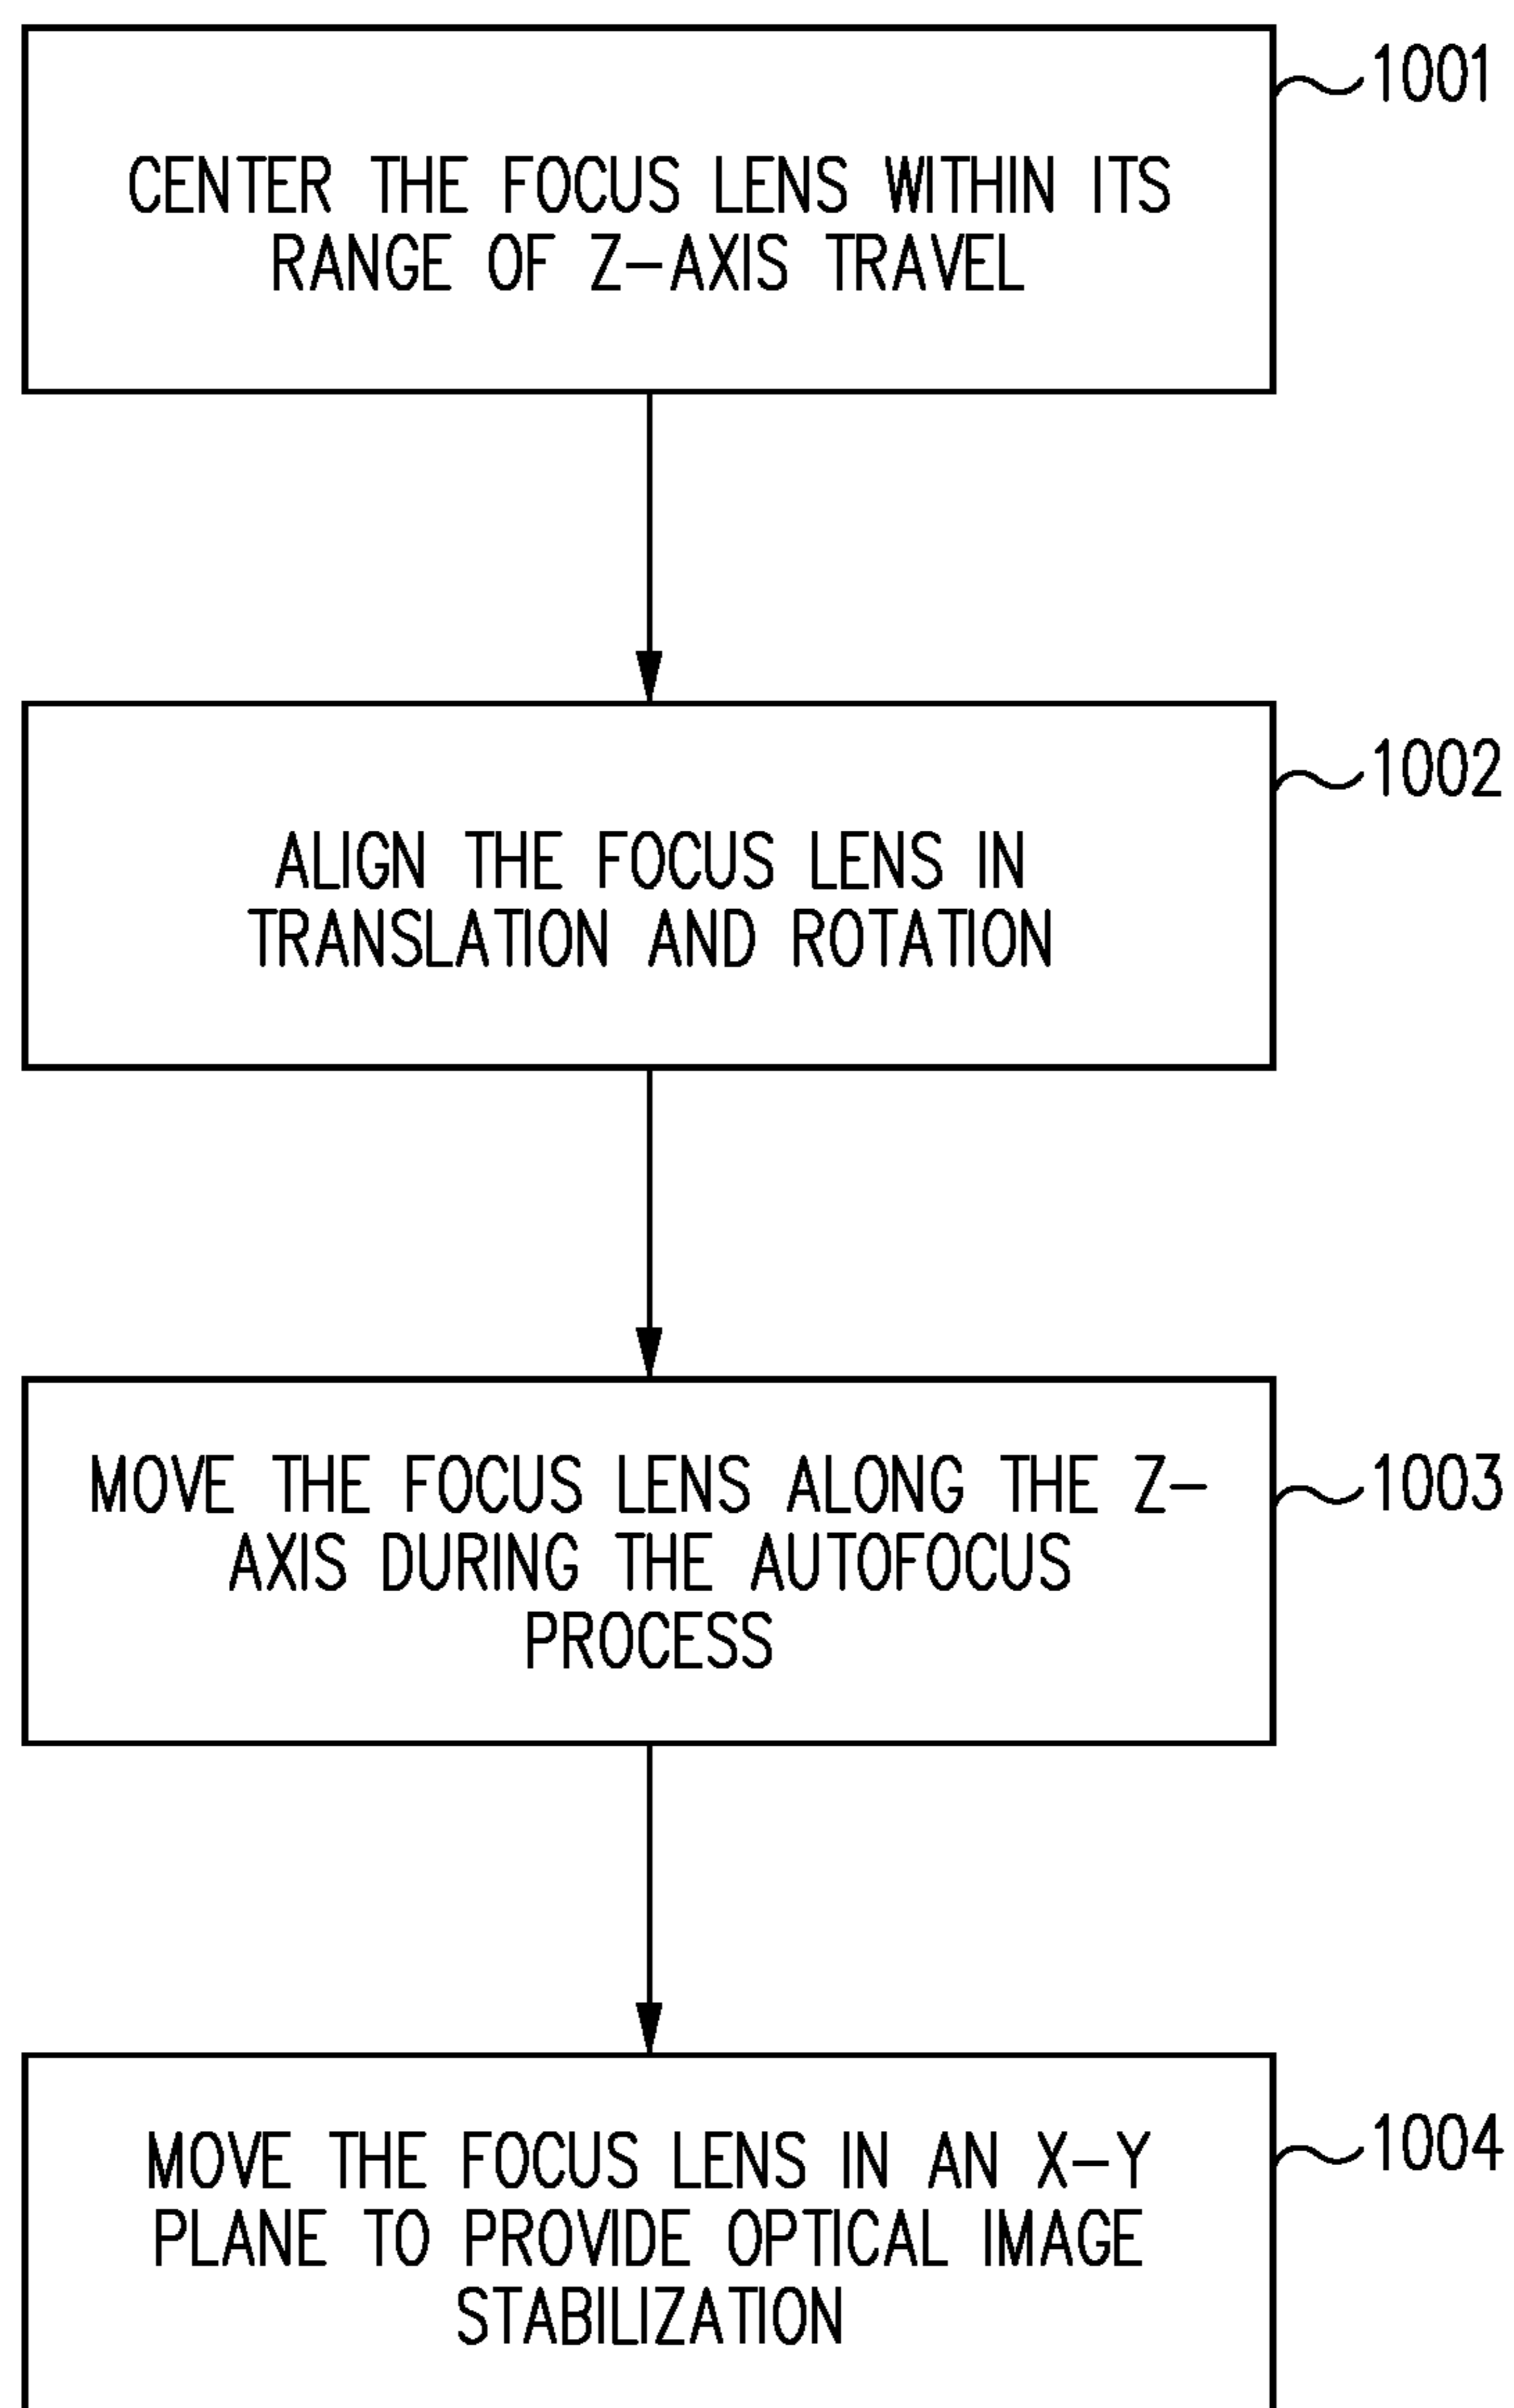 1001
CENTER THE FOCUS LENS WITHIN ITS
RANGE OF Z-AXIS TRAVEL
1002
ALIGN THE FOCUS LENS IN
TRANSLATION AND ROTATION
1003
MOVE THE FOCUS LENS ALONG THE Z-
AXIS DURING THE AUTOFOCUS
PROCESS
1004
MOVE THE FOCUS LENS IN AN X-Y
PLANE TO PROVIDE OPTICAL IMAGE
STABILIZATION